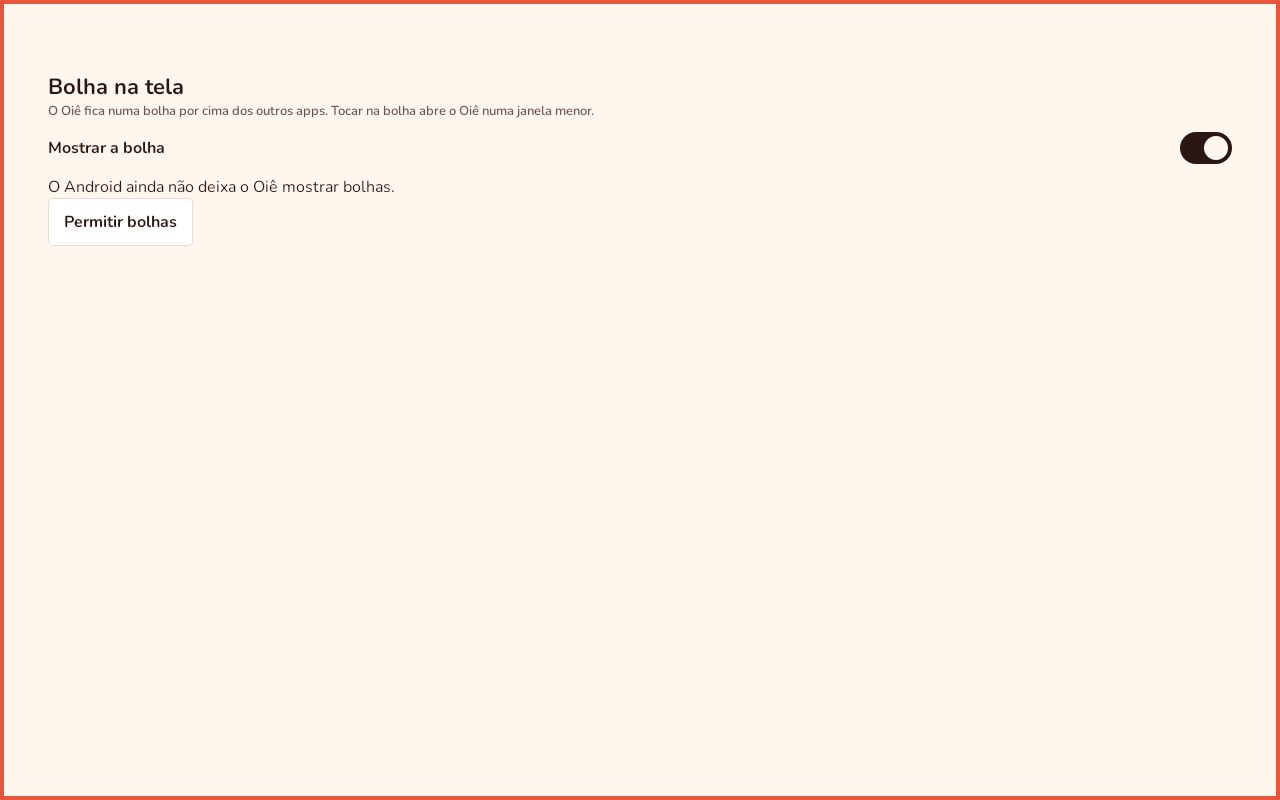 Bolha na tela
O Oiê fica numa bolha por cima dos outros apps. Tocar na bolha abre o Oiê numa janela menor.
Mostrar a bolha
O Android ainda não deixa o Oiê mostrar bolhas.
Permitir bolhas